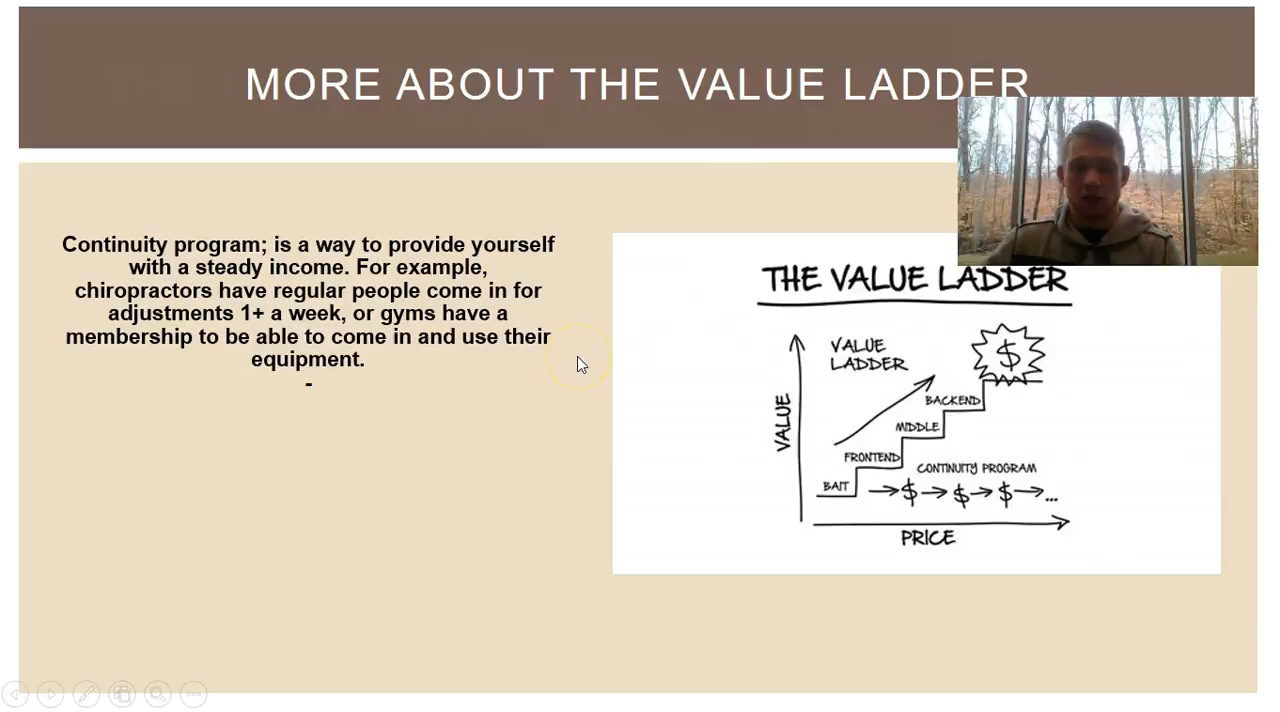 MORE ABOUT THE VALUE LADDER
Continuity program; is a way to provide yourself
with a steady income. For example,
chiropractors have regular people come in for
adjustments 1+ a week, or gyms have a
membership to be able to come in and use their
equipment.
-
THE VALUE LADDER
VALUE
LADDER
$
BACKEND
MIDDLE
FRONTEND
BAIT
CONTINUITY PROGRAM
→ $ → $ → $ → ...
VALUE
PRICE